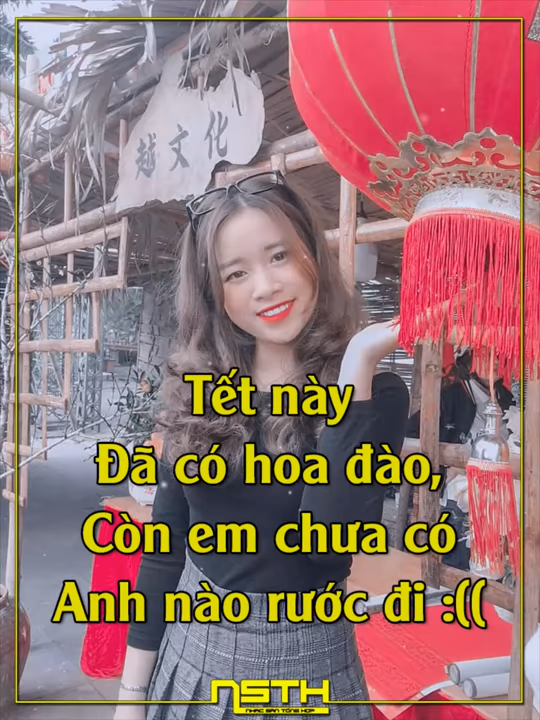 越文化
Tết này
Đã có hoa đào,
Còn em chưa có
Anh nào rước đi :((
NSTH
NHẠC SÀN TỔNG HỢP